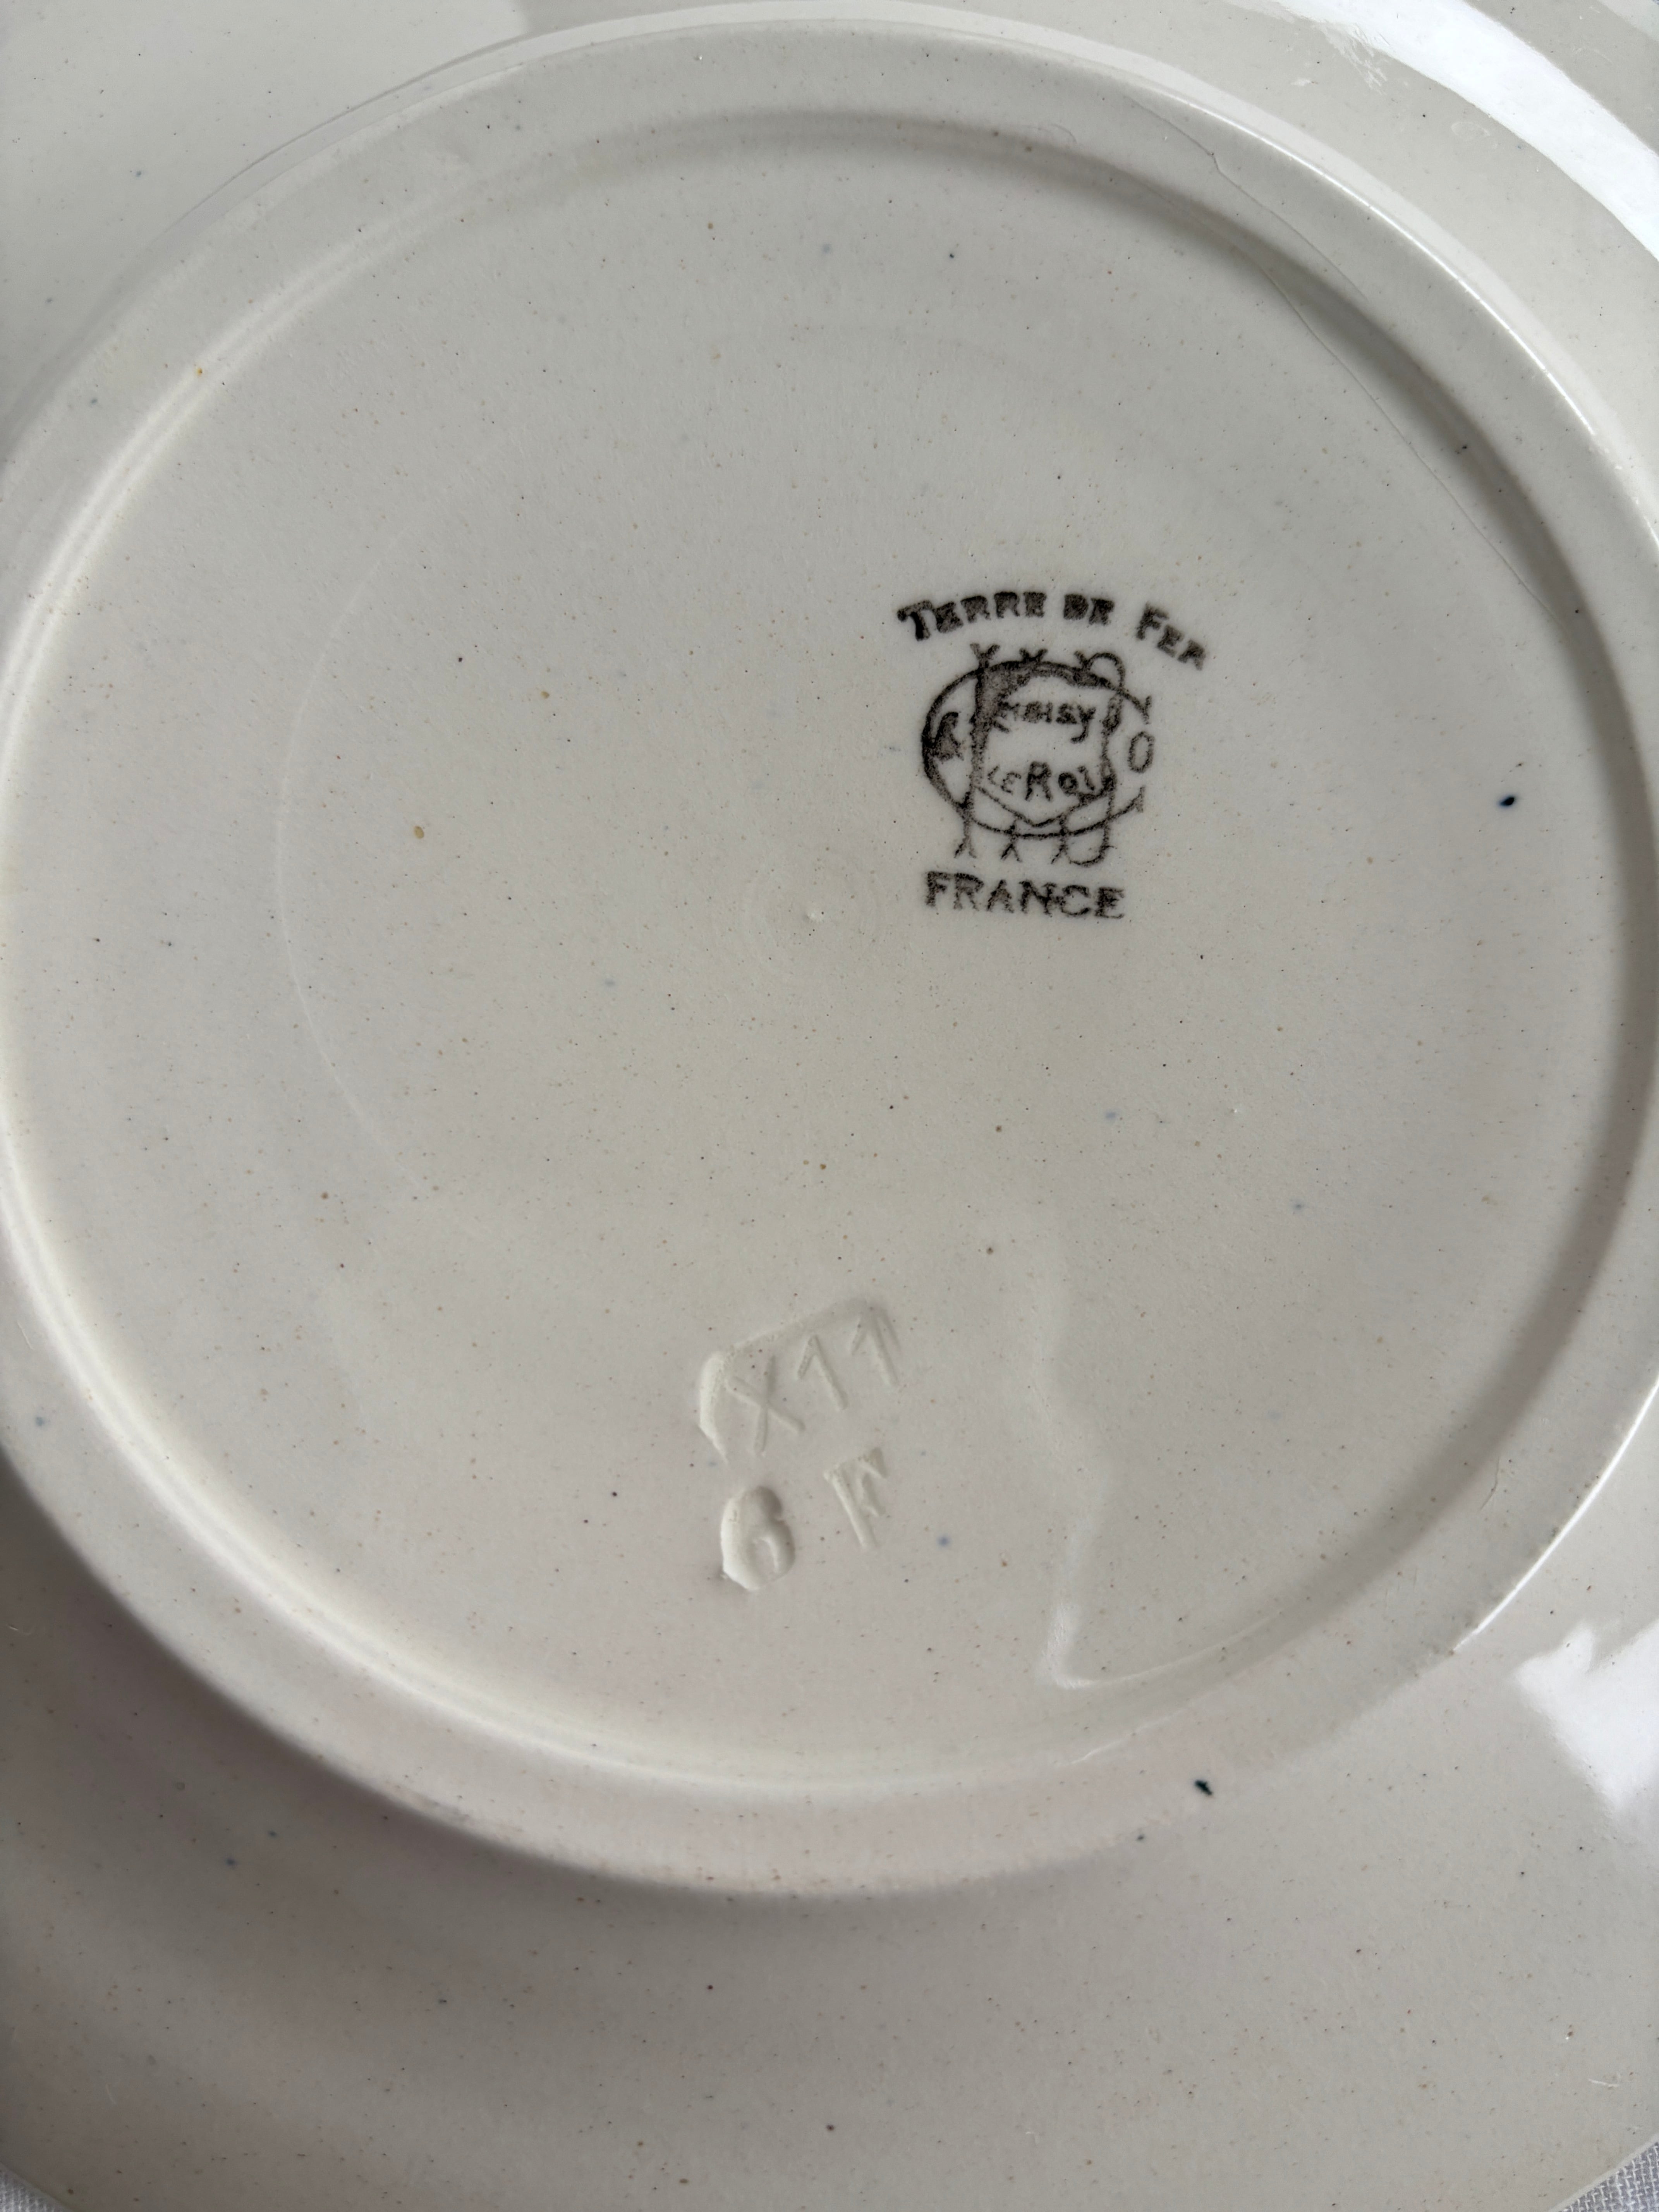 TERRE DE FER
CHOISY
LE ROI
FRANCE
X11
6 F